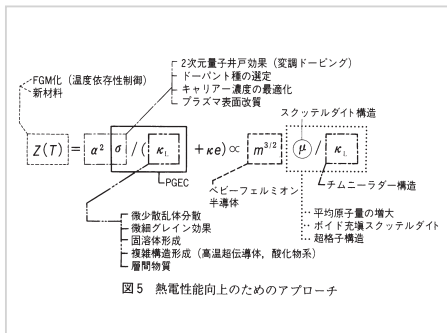 2次元量子井戸効果（変調ドーピング）
FGM化（温度依存性制御）
ドーパント種の選定
新材料
キャリアー濃度の最適化
プラズマ表面改質
スクッテルダイト構造
Z(T) = α² σ /( κL + κe) ∝ m^{3/2} μ / κL
PGEC
ベビーフェルミオン
半導体
チムニーラダー構造
微少散乱体分散
微細グレイン効果
固溶体形成
複雑構造形成（高温超伝導体，酸化物系）
層間物質
平均原子量の増大
ボイド充塡スクッテルダイト
超格子構造
図5　熱電性能向上のためのアプローチ